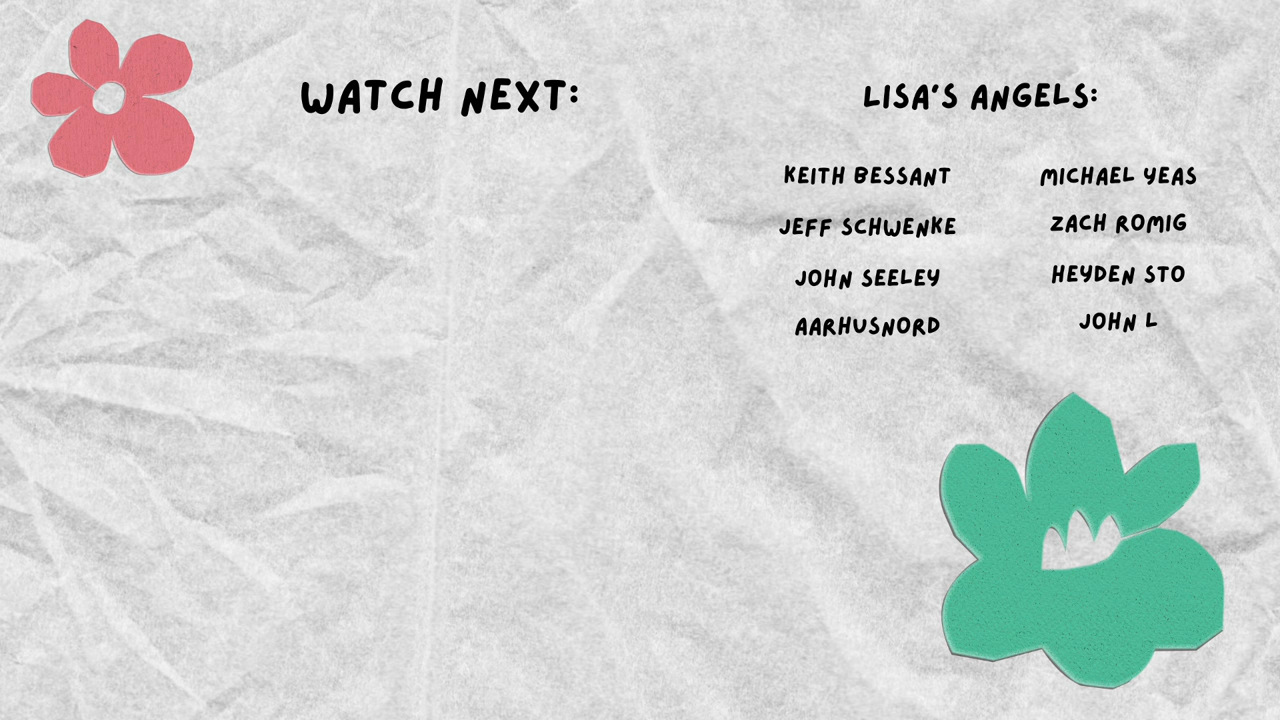 WATCH NEXT:
LISA'S ANGELS:
KEITH BESSANT
MICHAEL YEAS
JEFF SCHWENKE
ZACH ROMIG
JOHN SEELEY
HEYDEN STO
AARHUSNORD
JOHN L